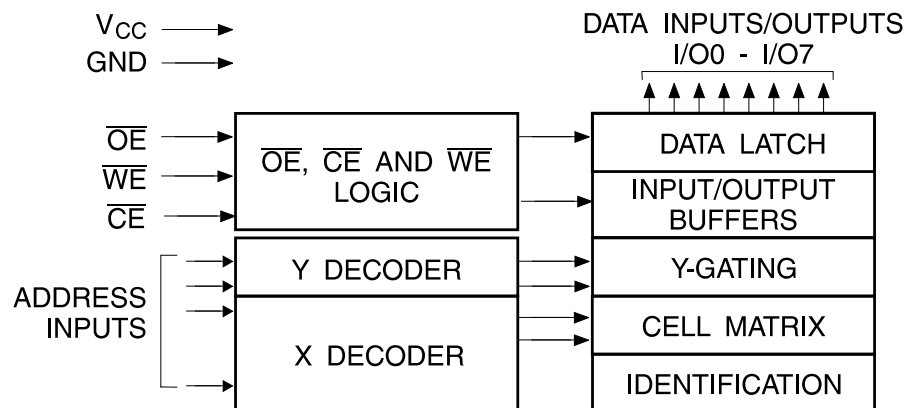 VCC
GND
OE
WE
CE
ADDRESS
INPUTS
OE, CE AND WE
LOGIC
Y DECODER
X DECODER
DATA INPUTS/OUTPUTS
I/O0 - I/O7
DATA LATCH
INPUT/OUTPUT
BUFFERS
Y-GATING
CELL MATRIX
IDENTIFICATION